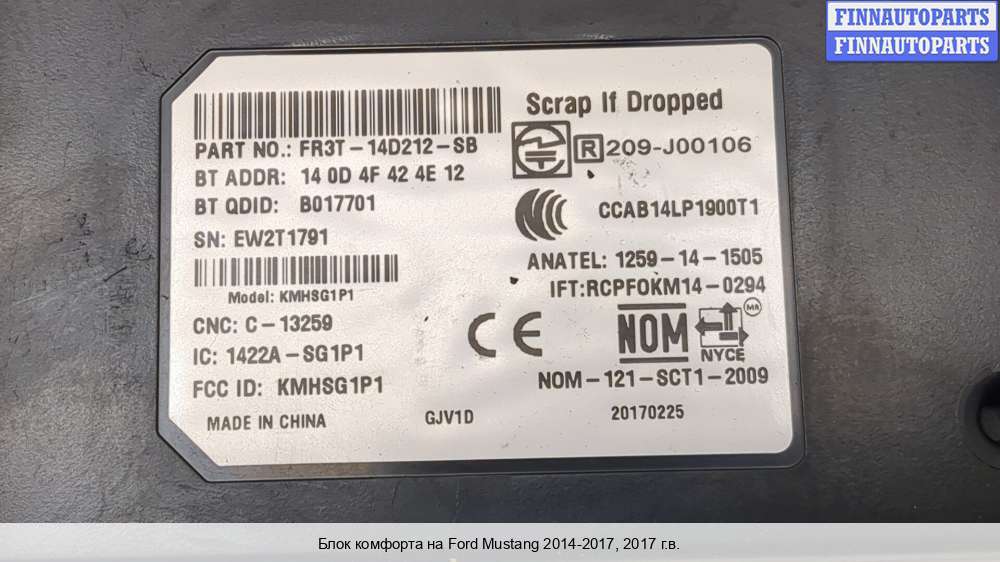 FINNAUTOPARTS
FINNAUTOPARTS
Scrap If Dropped
PART NO.: FR3T-14D212-SB
R 209-J00106
BT ADDR: 14 0D 4F 42 4E 12
BT QDID: B017701
CCAB14LP1900T1
SN: EW2T1791
ANATEL: 1259-14-1505
IFT:RCPFOKM14-0294
Model: KMHSG1P1
CNC: C-13259
CE
NOM
MR
NYCE
IC: 1422A-SG1P1
FCC ID: KMHSG1P1
NOM-121-SCT1-2009
MADE IN CHINA
GJV1D
20170225
Блок комфорта на Ford Mustang 2014-2017, 2017 г.в.